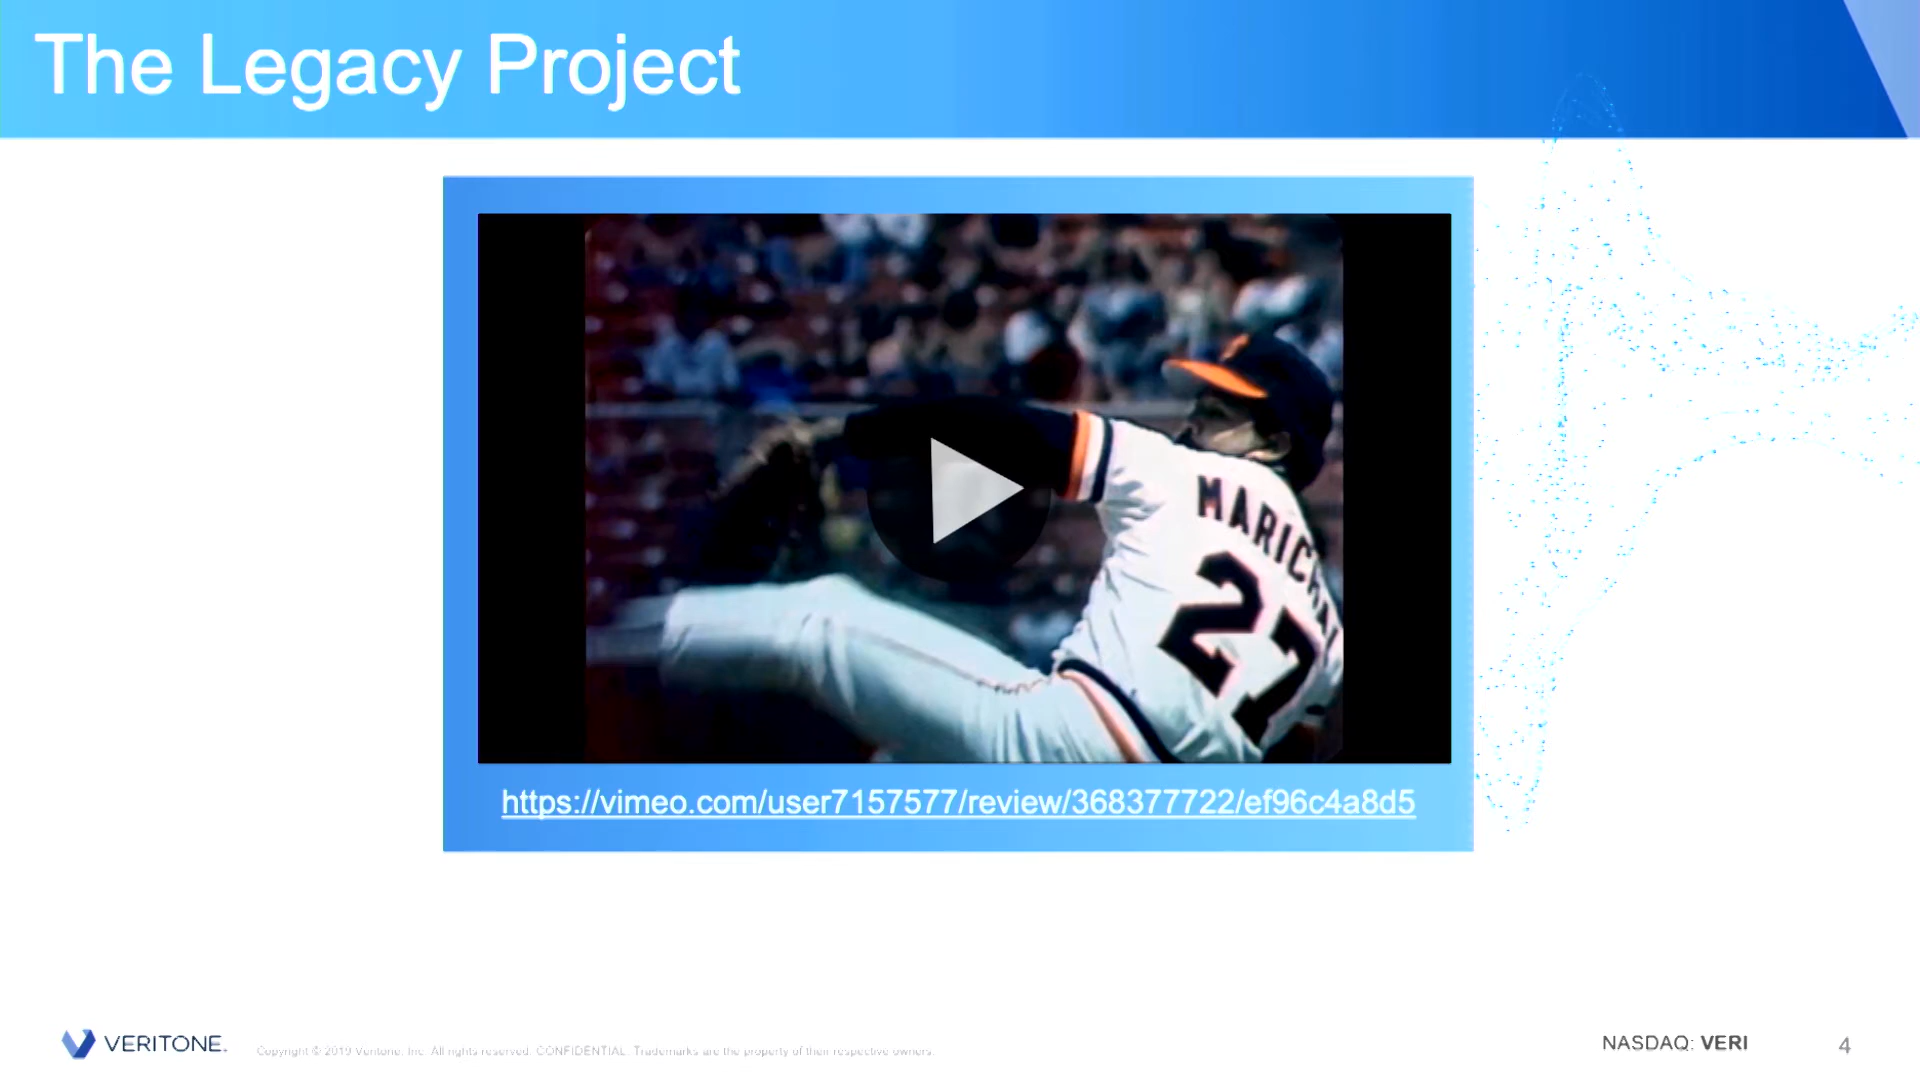 The Legacy Project
MARICHAL
27
https://vimeo.com/user7157577/review/368377722/ef96c4a8d5
VERITONE.
Copyright © 2019 Veritone, Inc. All rights reserved. CONFIDENTIAL. Trademarks are the property of their respective owners.
NASDAQ: VERI
4